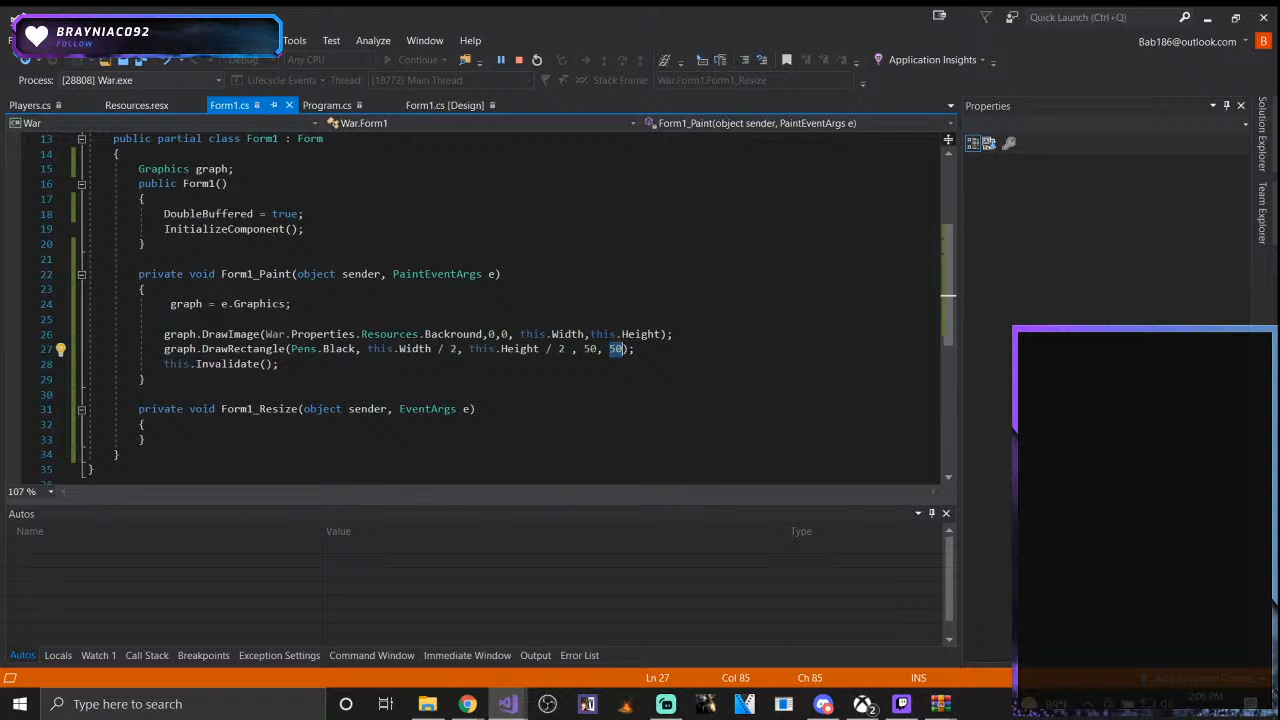 BRAYNIAC092
FOLLOW
Tools Test Analyze Window Help
Quick Launch (Ctrl+Q)
Bab186@outlook.com
B
Debug Any CPU Continue Application Insights
Process: [28808] War.exe Lifecycle Events Thread: [18772] Main Thread Stack Frame: War.Form1.Form1_Resize
Players.cs Resources.resx Form1.cs Program.cs Form1.cs [Design]
Properties
War War.Form1 Form1_Paint(object sender, PaintEventArgs e)
Solution Explorer
Team Explorer
13 public partial class Form1 : Form
14 {
15 Graphics graph;
16 public Form1()
17 {
18 DoubleBuffered = true;
19 InitializeComponent();
20 }
21
22 private void Form1_Paint(object sender, PaintEventArgs e)
23 {
24 graph = e.Graphics;
25
26 graph.DrawImage(War.Properties.Resources.Backround,0,0, this.Width,this.Height);
27 graph.DrawRectangle(Pens.Black, this.Width / 2, this.Height / 2 , 50, 50);
28 this.Invalidate();
29 }
30
31 private void Form1_Resize(object sender, EventArgs e)
32 {
33 }
34 }
35 }
107 %
Autos
Name Value Type
Autos Locals Watch 1 Call Stack Breakpoints Exception Settings Command Window Immediate Window Output Error List
Ln 27 Col 85 Ch 85 INS
Type here to search
2
2:06 PM